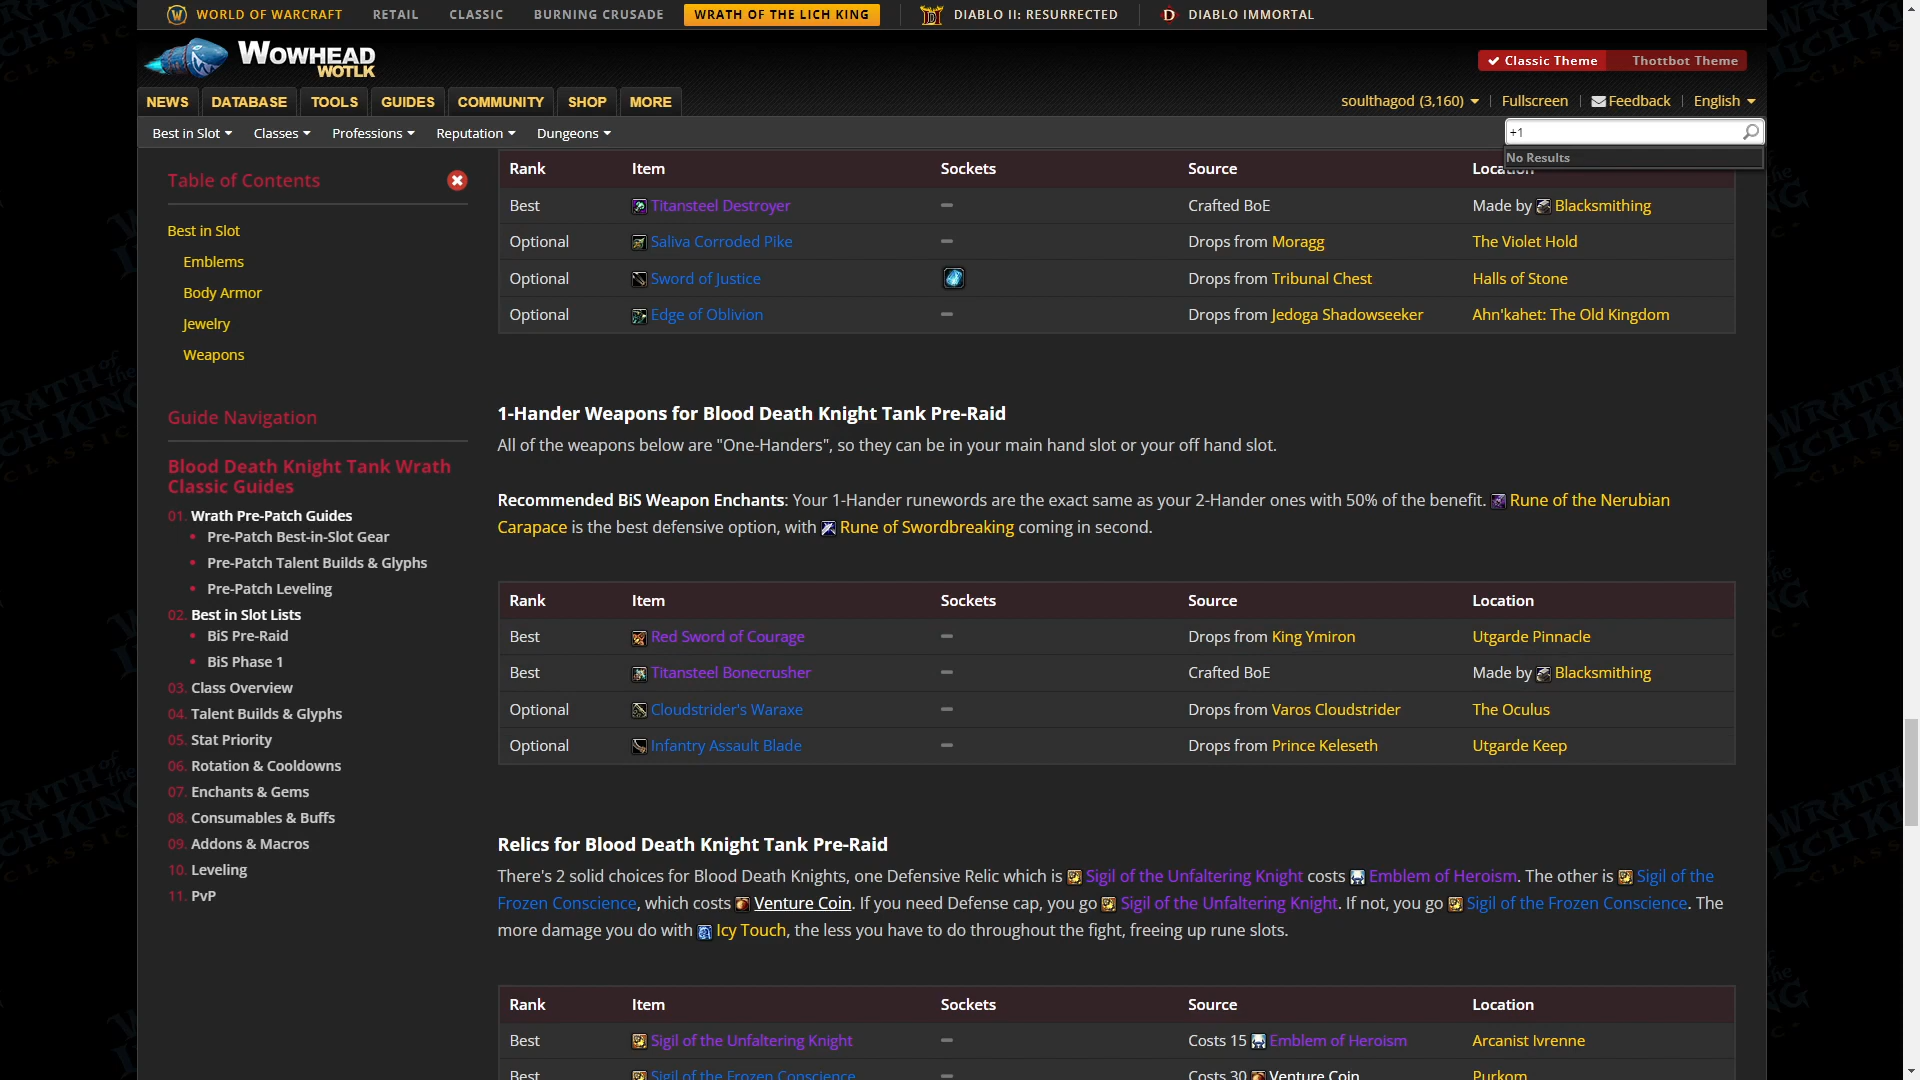 WORLD OF WARCRAFT RETAIL CLASSIC BURNING CRUSADE WRATH OF THE LICH KING DIABLO II: RESURRECTED DIABLO IMMORTAL
WOWHEAD
WOTLK
Classic Theme Thottbot Theme
NEWS DATABASE TOOLS GUIDES COMMUNITY SHOP MORE
soulthagod (3,160) Fullscreen Feedback English
Best in Slot Classes Professions Reputation Dungeons
+1
No Results
Table of Contents
Best in Slot
Emblems
Body Armor
Jewelry
Weapons
Guide Navigation
Blood Death Knight Tank Wrath
Classic Guides
01. Wrath Pre-Patch Guides
Pre-Patch Best-in-Slot Gear
Pre-Patch Talent Builds & Glyphs
Pre-Patch Leveling
02. Best in Slot Lists
BiS Pre-Raid
BiS Phase 1
03. Class Overview
04. Talent Builds & Glyphs
05. Stat Priority
06. Rotation & Cooldowns
07. Enchants & Gems
08. Consumables & Buffs
09. Addons & Macros
10. Leveling
11. PvP
Rank Item Sockets Source Location
Best Titansteel Destroyer – Crafted BoE Made by Blacksmithing
Optional Saliva Corroded Pike – Drops from Moragg The Violet Hold
Optional Sword of Justice Drops from Tribunal Chest Halls of Stone
Optional Edge of Oblivion – Drops from Jedoga Shadowseeker Ahn'kahet: The Old Kingdom
1-Hander Weapons for Blood Death Knight Tank Pre-Raid
All of the weapons below are "One-Handers", so they can be in your main hand slot or your off hand slot.
Recommended BiS Weapon Enchants: Your 1-Hander runewords are the exact same as your 2-Hander ones with 50% of the benefit. Rune of the Nerubian
Carapace is the best defensive option, with Rune of Swordbreaking coming in second.
Rank Item Sockets Source Location
Best Red Sword of Courage – Drops from King Ymiron Utgarde Pinnacle
Best Titansteel Bonecrusher – Crafted BoE Made by Blacksmithing
Optional Cloudstrider's Waraxe – Drops from Varos Cloudstrider The Oculus
Optional Infantry Assault Blade – Drops from Prince Keleseth Utgarde Keep
Relics for Blood Death Knight Tank Pre-Raid
There's 2 solid choices for Blood Death Knights, one Defensive Relic which is Sigil of the Unfaltering Knight costs Emblem of Heroism. The other is Sigil of the
Frozen Conscience, which costs Venture Coin. If you need Defense cap, you go Sigil of the Unfaltering Knight. If not, you go Sigil of the Frozen Conscience. The
more damage you do with Icy Touch, the less you have to do throughout the fight, freeing up rune slots.
Rank Item Sockets Source Location
Best Sigil of the Unfaltering Knight – Costs 15 Emblem of Heroism Arcanist Ivrenne
Best Sigil of the Frozen Conscience – Costs 30 Venture Coin Purkom